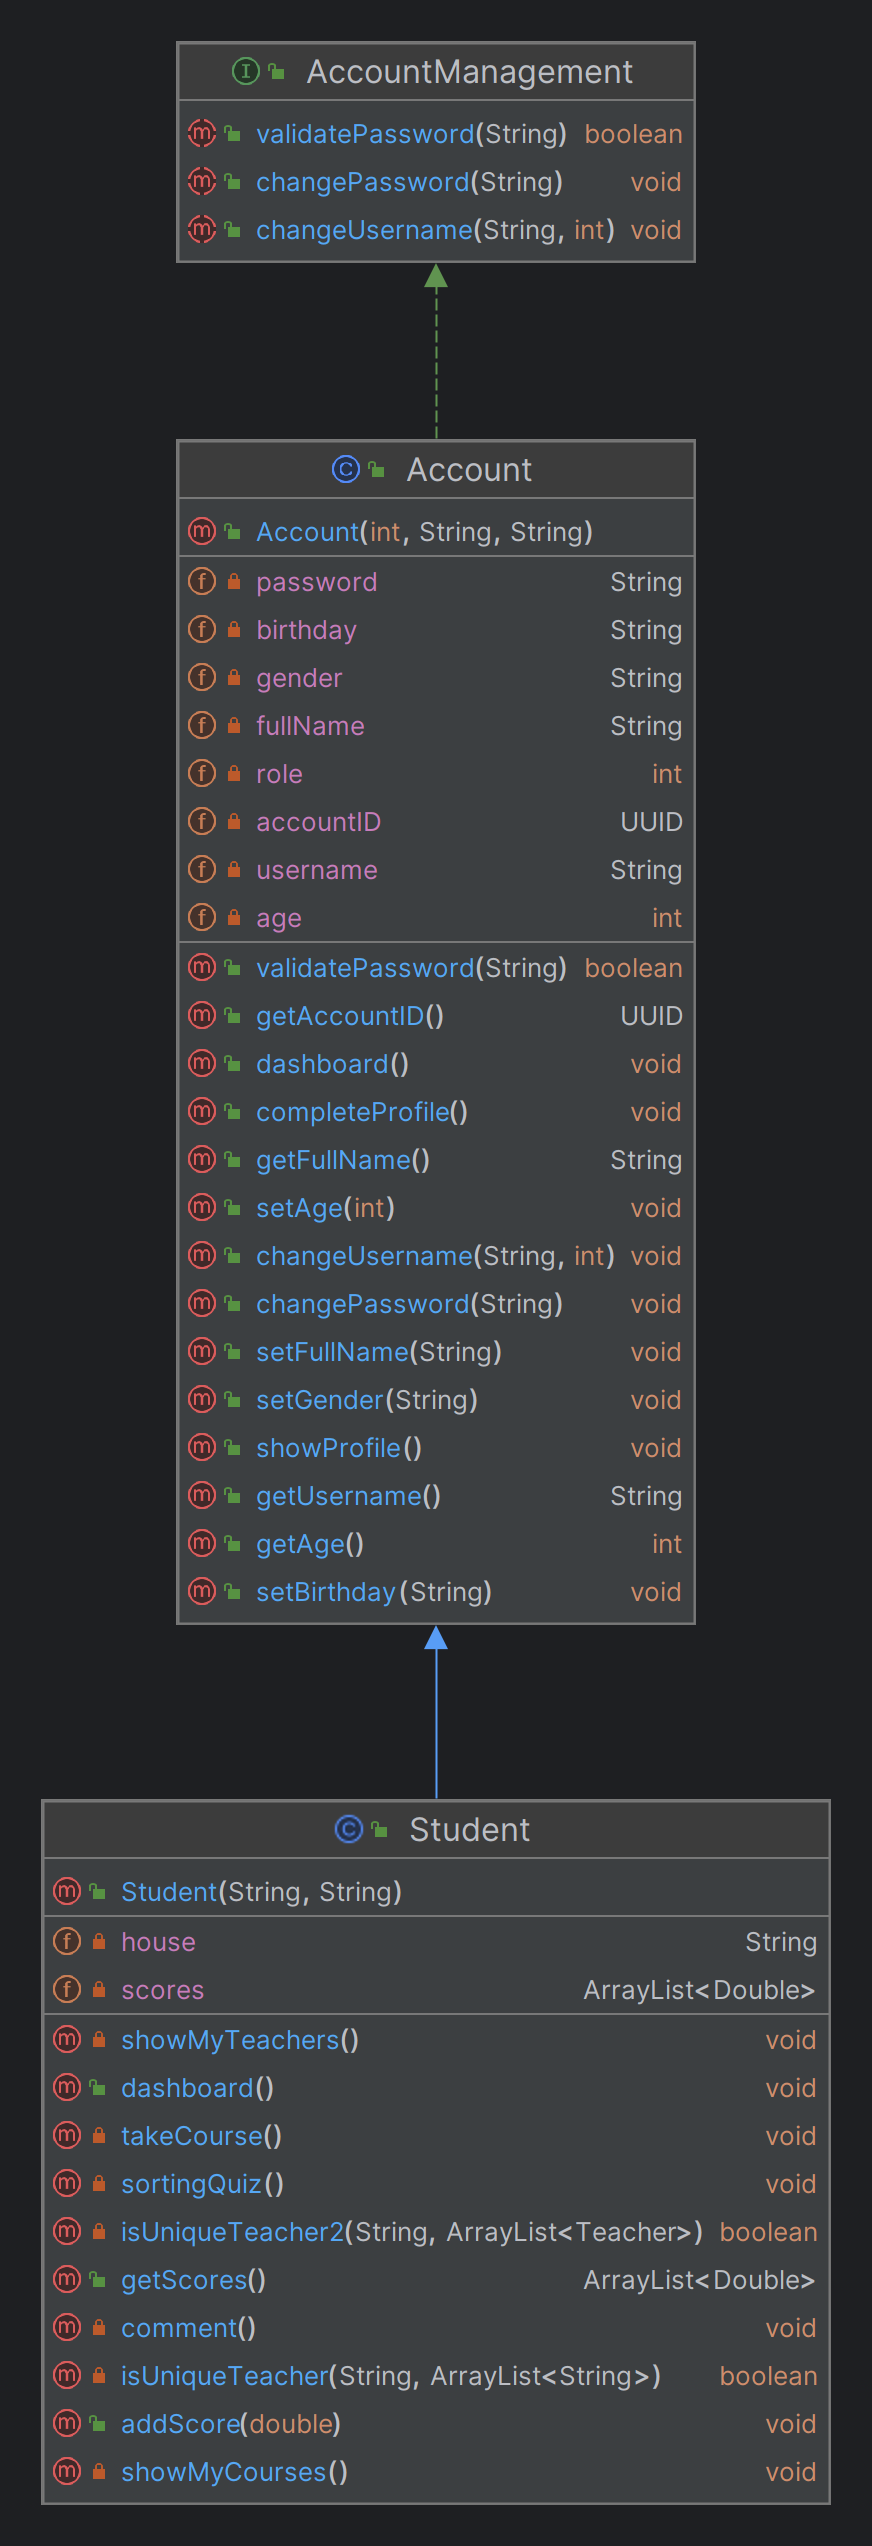 AccountManagement
validatePassword(String) boolean
changePassword(String) void
changeUsername(String, int) void
Account
Account(int, String, String)
password String
birthday String
gender String
fullName String
role int
accountID UUID
username String
age int
validatePassword(String) boolean
getAccountID() UUID
dashboard() void
completeProfile() void
getFullName() String
setAge(int) void
changeUsername(String, int) void
changePassword(String) void
setFullName(String) void
setGender(String) void
showProfile() void
getUsername() String
getAge() int
setBirthday(String) void
Student
Student(String, String)
house String
scores ArrayList<Double>
showMyTeachers() void
dashboard() void
takeCourse() void
sortingQuiz() void
isUniqueTeacher2(String, ArrayList<Teacher>) boolean
getScores() ArrayList<Double>
comment() void
isUniqueTeacher(String, ArrayList<String>) boolean
addScore(double) void
showMyCourses() void